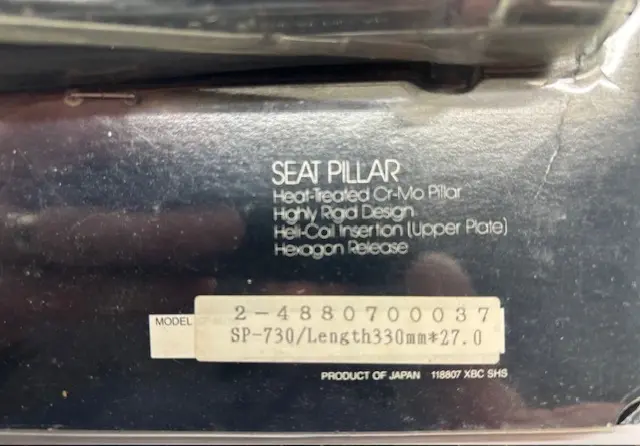 SEAT PILLAR
Heat-Treated Cr-Mo Pillar
Highly Rigid Design
Heli-Coil Insertion (Upper Plate)
Hexagon Release
2-4880700037
MODEL
SP-730/Length330mm*27.0
PRODUCT OF JAPAN 118807 XBC SHS